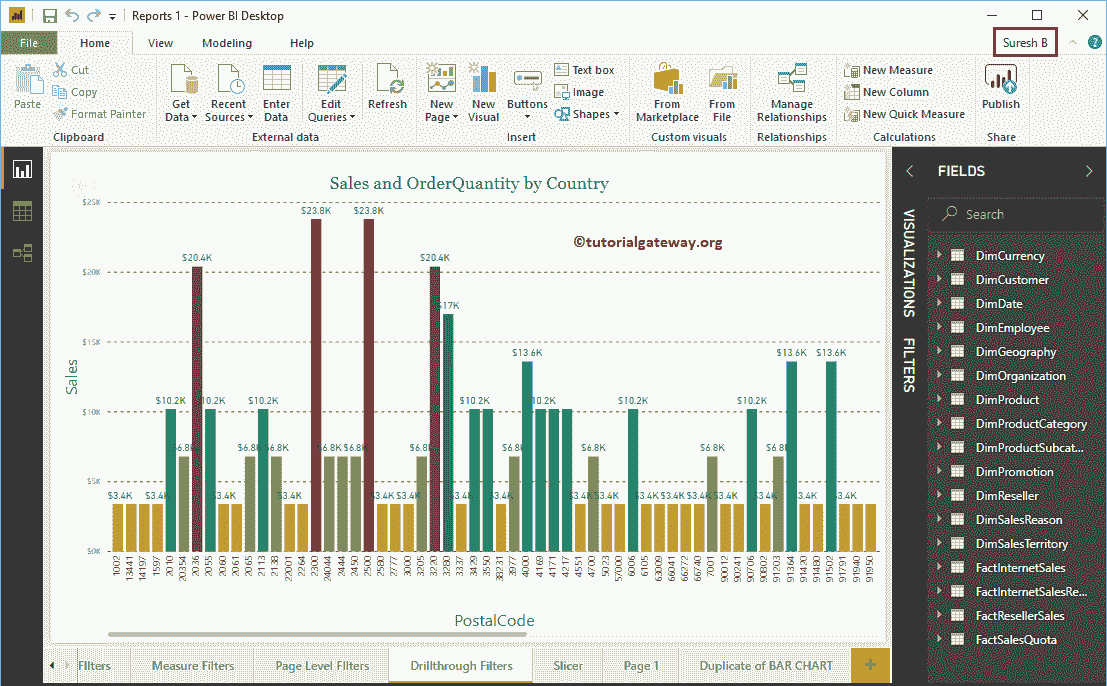 Reports 1 - Power BI Desktop
File Home View Modeling Help Suresh B
Paste
Cut
Copy
Format Painter
Get Data
Recent Sources
Enter Data
Edit Queries
Refresh
New Page
New Visual
Buttons
Text box
Image
Shapes
From Marketplace
From File
Manage Relationships
New Measure
New Column
New Quick Measure
Publish
Clipboard External data Insert Custom visuals Relationships Calculations Share
Sales and OrderQuantity by Country
©tutorialgateway.org
Sales
$25K
$20K
$15K
$10K
$5K
$0K
$23.8K $23.8K
$20.4K $20.4K
$17K
$13.6K $13.6K $13.6K
$10.2K $10.2K $10.2K $10.2K $10.2K $10.2K $10.2K
$6.8K $6.8K $6.8K $6.8K $6.8K $6.8K $6.8K $6.8K $6.8K $6.8K
$3.4K $3.4K $3.4K $3.4K $3.4K $3.4K $3.4K $3.4K $3.4K $3.4K $3.4K $3.4K $3.4K $3.4K $3.4K $3.4K $3.4K
1002 13441 14197 1597 2010 20354 2036 2055 2060 2061 2065 2113 2138 22001 2264 2300 24044 2444 2450 2500 2580 2777 3000 3205 3220 3280 3337 3429 3550 38231 3977 4000 4169 4171 4217 4551 4700 5023 57000 6006 6105 63009 66041 66272 66740 7001 90012 90241 90706 90802 91203 91364 91420 91480 91502 91791 91940 91950
PostalCode
VISUALIZATIONS
FILTERS
FIELDS
Search
DimCurrency
DimCustomer
DimDate
DimEmployee
DimGeography
DimOrganization
DimProduct
DimProductCategory
DimProductSubcat...
DimPromotion
DimReseller
DimSalesReason
DimSalesTerritory
FactInternetSales
FactInternetSalesRe...
FactResellerSales
FactSalesQuota
FIlters Measure Filters Page Level FIlters Drillthrough Filters Slicer Page 1 Duplicate of BAR CHART